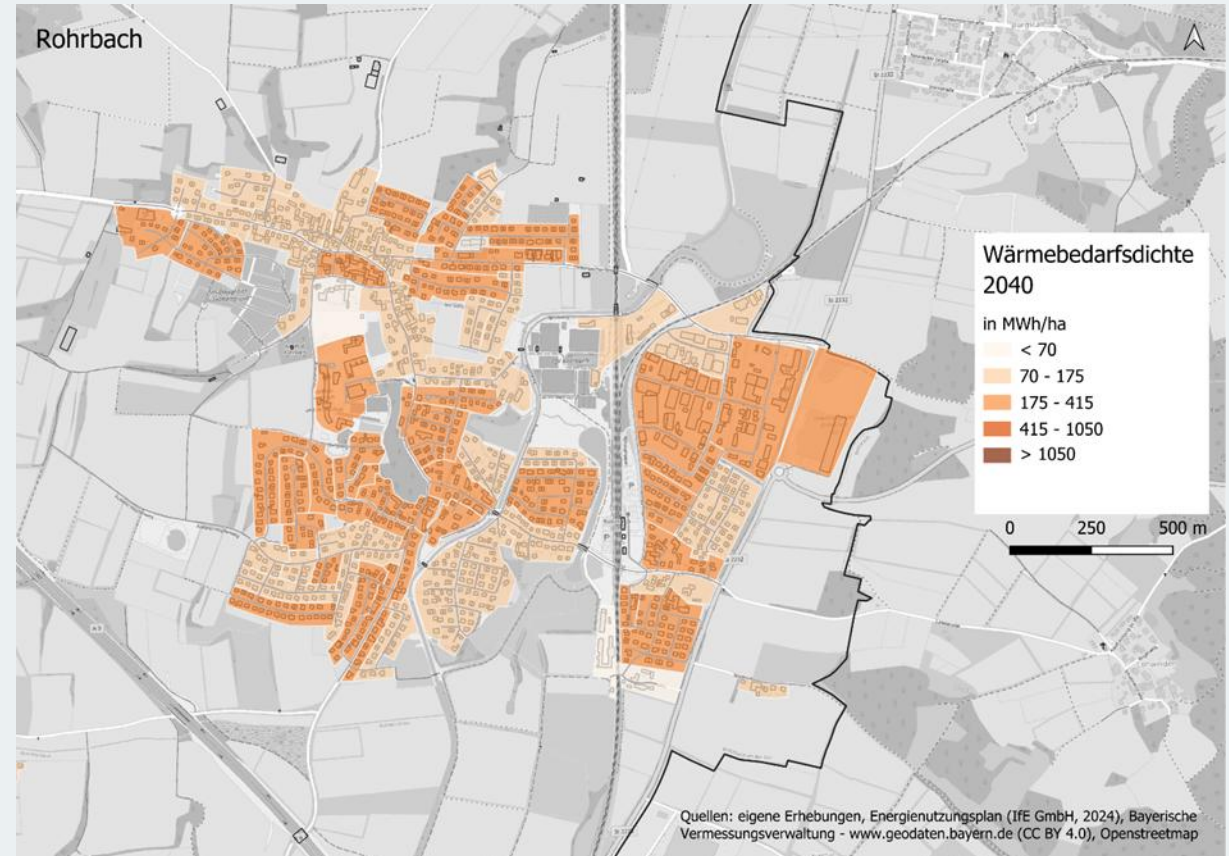 Rohrbach
Wärmebedarfsdichte
2040
in MWh/ha
< 70
70 - 175
175 - 415
415 - 1050
> 1050
0 250 500 m
Quellen: eigene Erhebungen, Energienutzungsplan (IfE GmbH, 2024), Bayerische
Vermessungsverwaltung - www.geodaten.bayern.de (CC BY 4.0), Openstreetmap